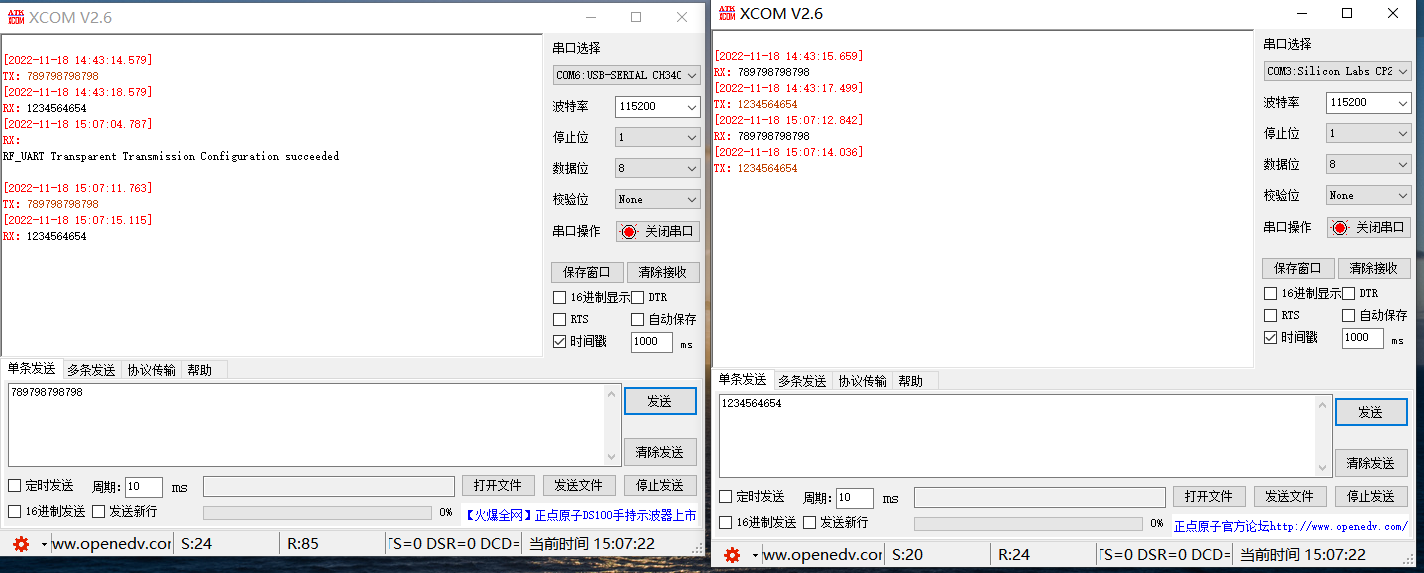 XCOM V2.6
[2022-11-18 14:43:14.579]
TX: 789798798798
[2022-11-18 14:43:18.579]
RX: 1234564654
[2022-11-18 15:07:04.787]
RX:
RF_UART Transparent Transmission Configuration succeeded
[2022-11-18 15:07:11.763]
TX: 789798798798
[2022-11-18 15:07:15.115]
RX: 1234564654
串口选择
COM6:USB-SERIAL CH340
波特率 115200
停止位 1
数据位 8
校验位 None
串口操作 关闭串口
保存窗口 清除接收
16进制显示 DTR
RTS 自动保存
时间戳 1000 ms
单条发送 多条发送 协议传输 帮助
789798798798
发送
清除发送
定时发送 周期: 10 ms 打开文件 发送文件 停止发送
16进制发送 发送新行 0% 【火爆全网】正点原子DS100手持示波器上市
ww.openedv.cor S:24 R:85 TS=0 DSR=0 DCD= 当前时间 15:07:22
ATK
XCOM
XCOM V2.6
[2022-11-18 14:43:15.659]
RX: 789798798798
[2022-11-18 14:43:17.499]
TX: 1234564654
[2022-11-18 15:07:12.842]
RX: 789798798798
[2022-11-18 15:07:14.036]
TX: 1234564654
串口选择
COM3:Silicon Labs CP2
波特率 115200
停止位 1
数据位 8
校验位 None
串口操作 关闭串口
保存窗口 清除接收
16进制显示 DTR
RTS 自动保存
时间戳 1000 ms
单条发送 多条发送 协议传输 帮助
1234564654
发送
清除发送
定时发送 周期: 10 ms 打开文件 发送文件 停止发送
16进制发送 发送新行 0% 正点原子官方论坛http://www.openedv.com/
ww.openedv.cor S:20 R:24 TS=0 DSR=0 DCD= 当前时间 15:07:22